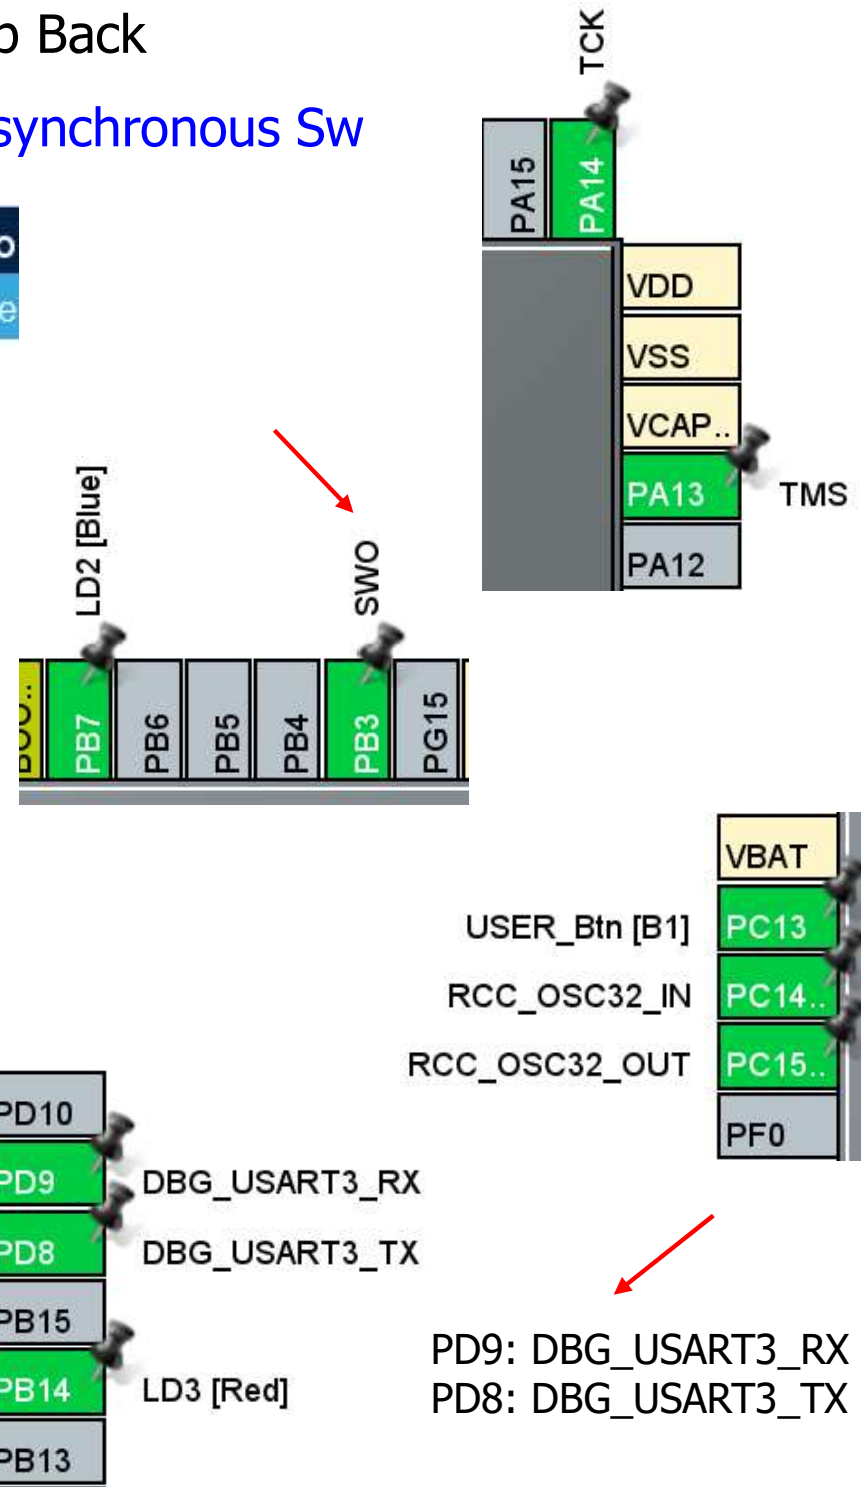 Back
TCK
synchronous Sw
PA15
PA14
VDD
VSS
VCAP..
PA13
TMS
PA12
LD2 [Blue]
SWO
PB7
PB6
PB5
PB4
PB3
PG15
VBAT
USER_Btn [B1]
PC13
RCC_OSC32_IN
PC14..
RCC_OSC32_OUT
PC15..
PF0
PD10
PD9
DBG_USART3_RX
PD8
DBG_USART3_TX
PB15
PB14
LD3 [Red]
PB13
PD9: DBG_USART3_RX
PD8: DBG_USART3_TX